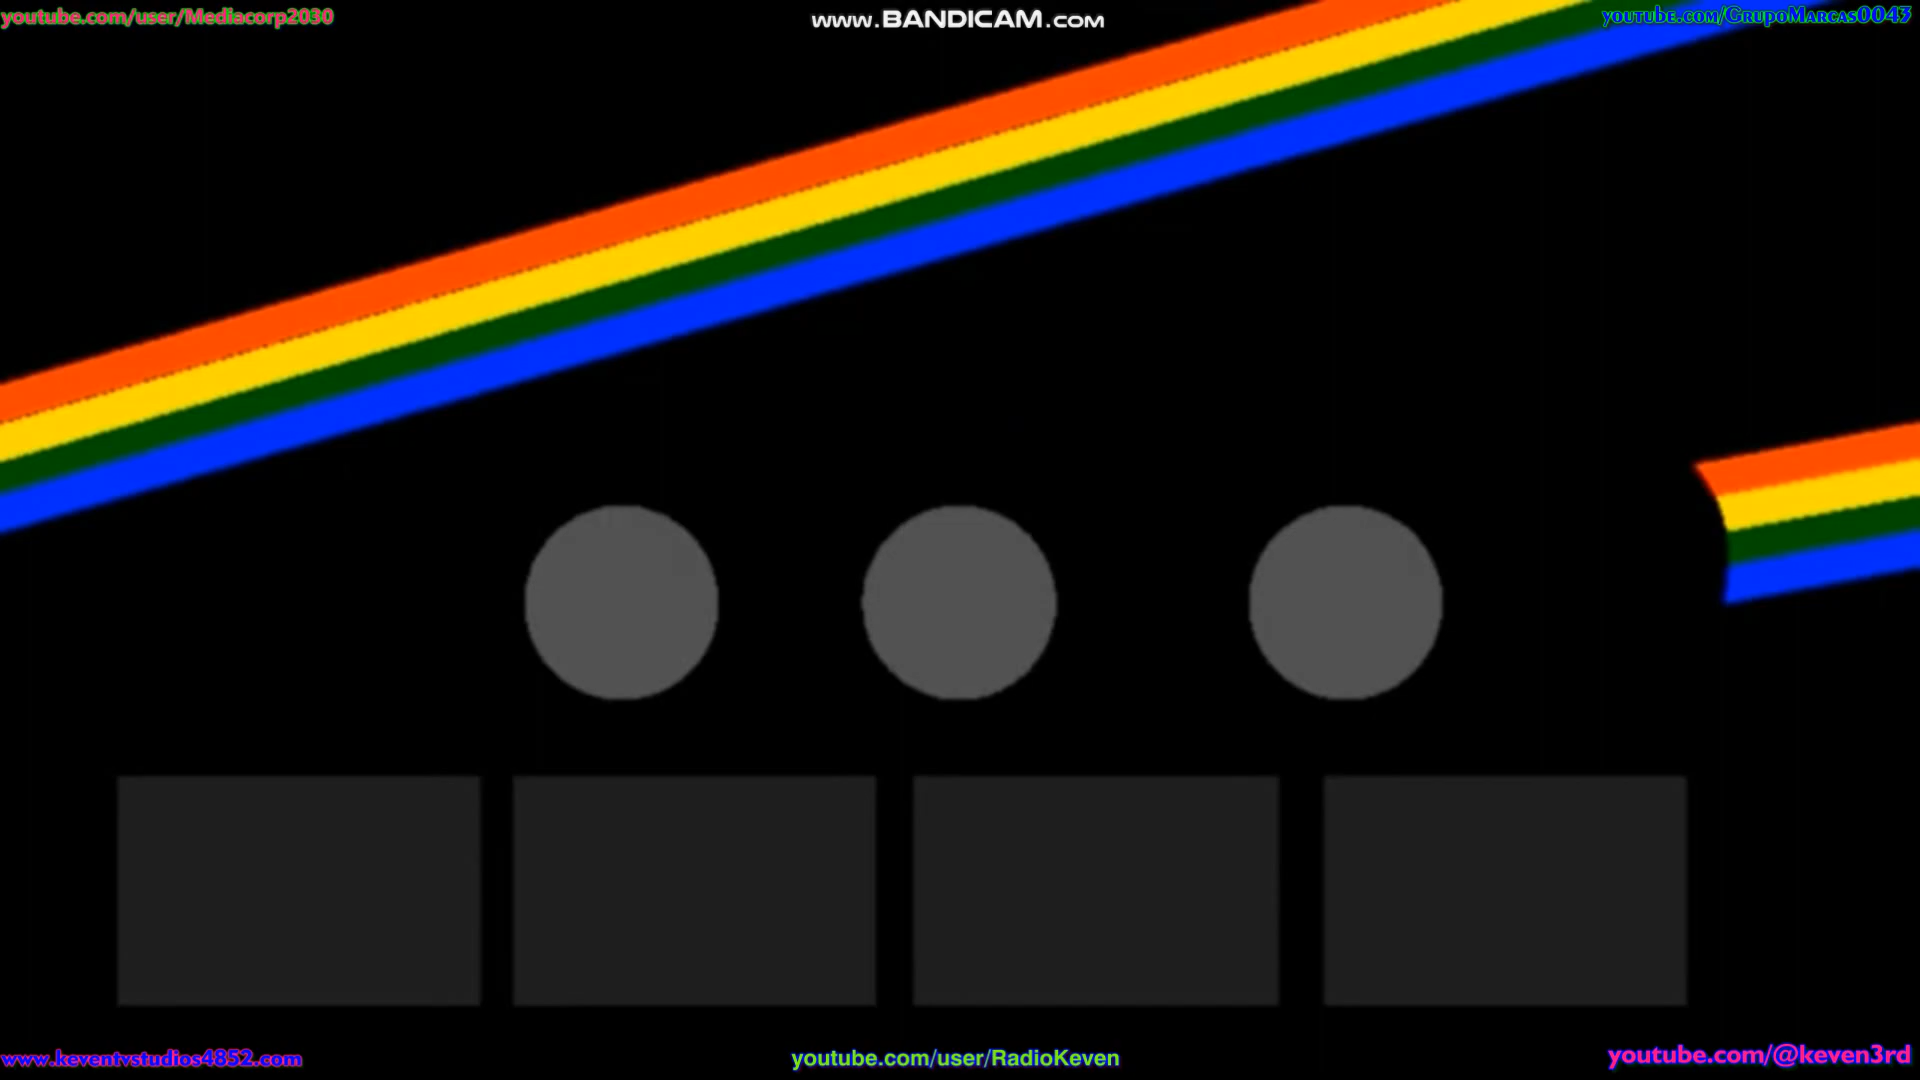 youtube.com/user/Mediacorp2030
www.BANDICAM.com
youtube.com/GrupoMarcas0043
www.keventvstudios4852.com
youtube.com/user/RadioKeven
youtube.com/@keven3rd